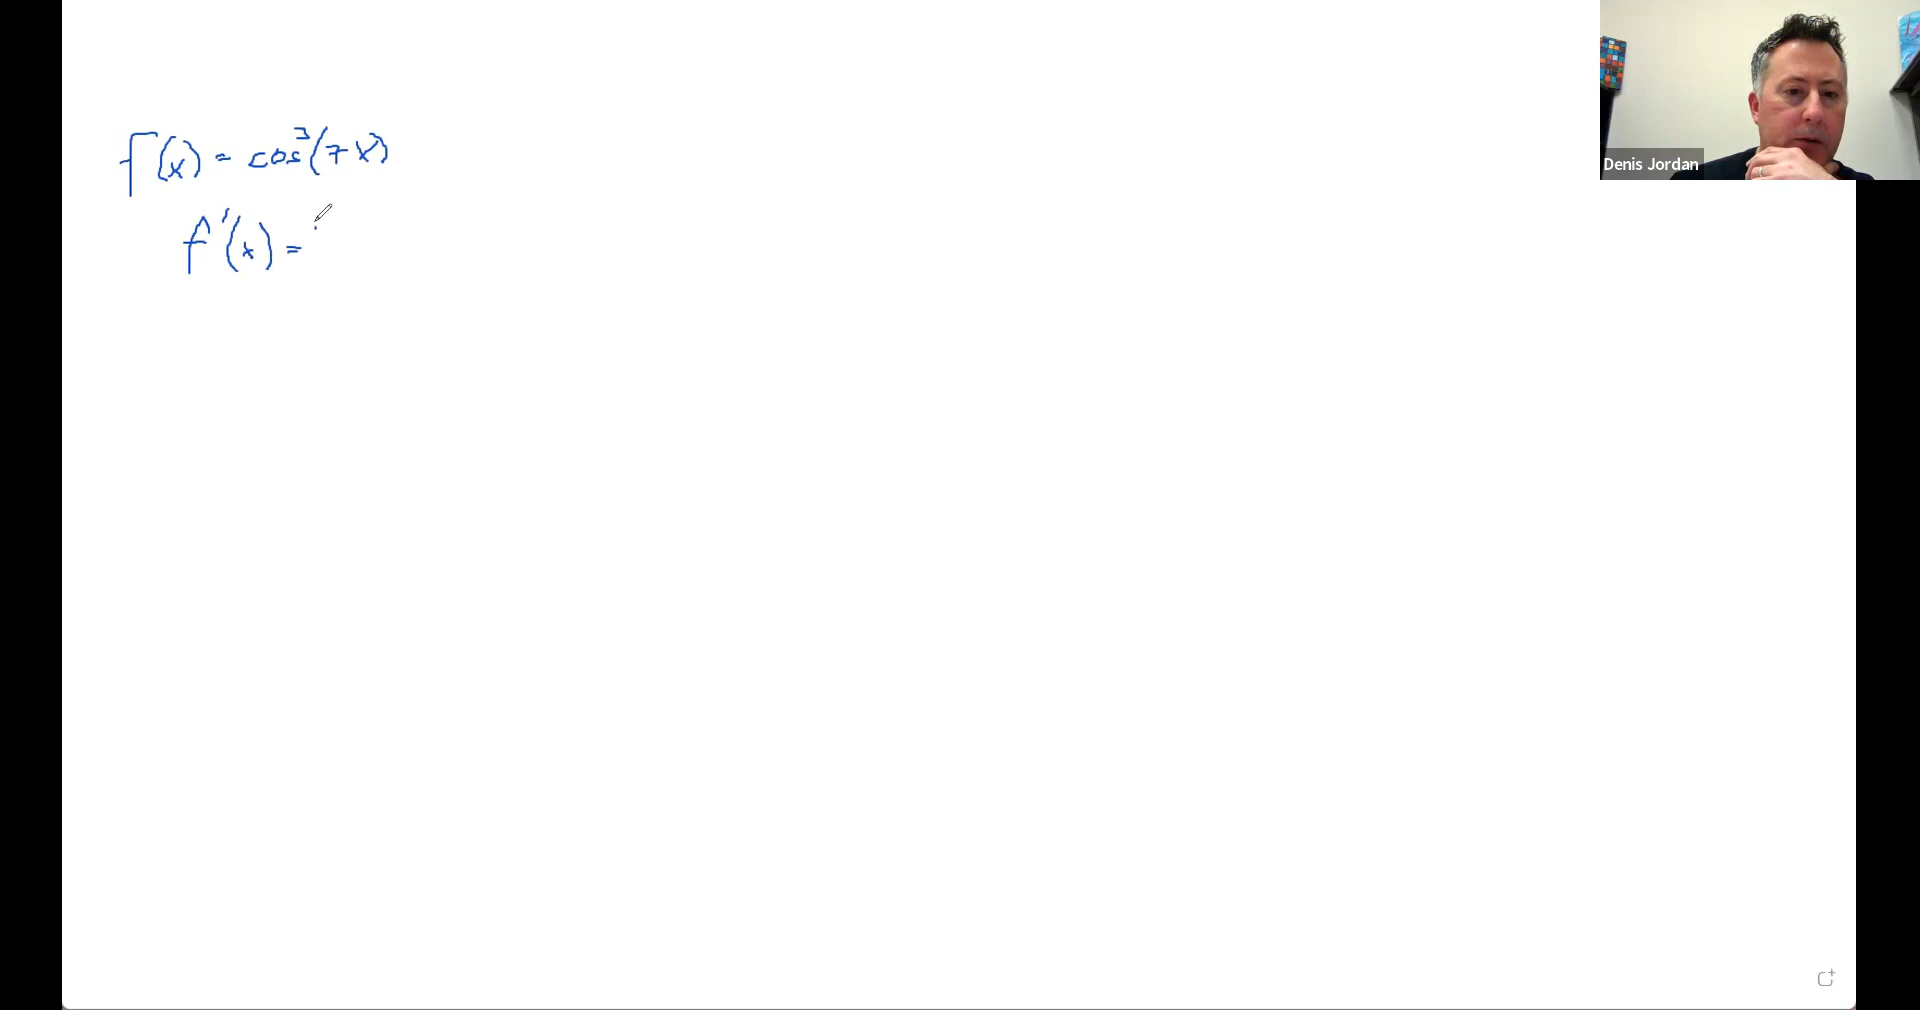 f(x) = cos³(7x)
f'(x) =
Denis Jordan